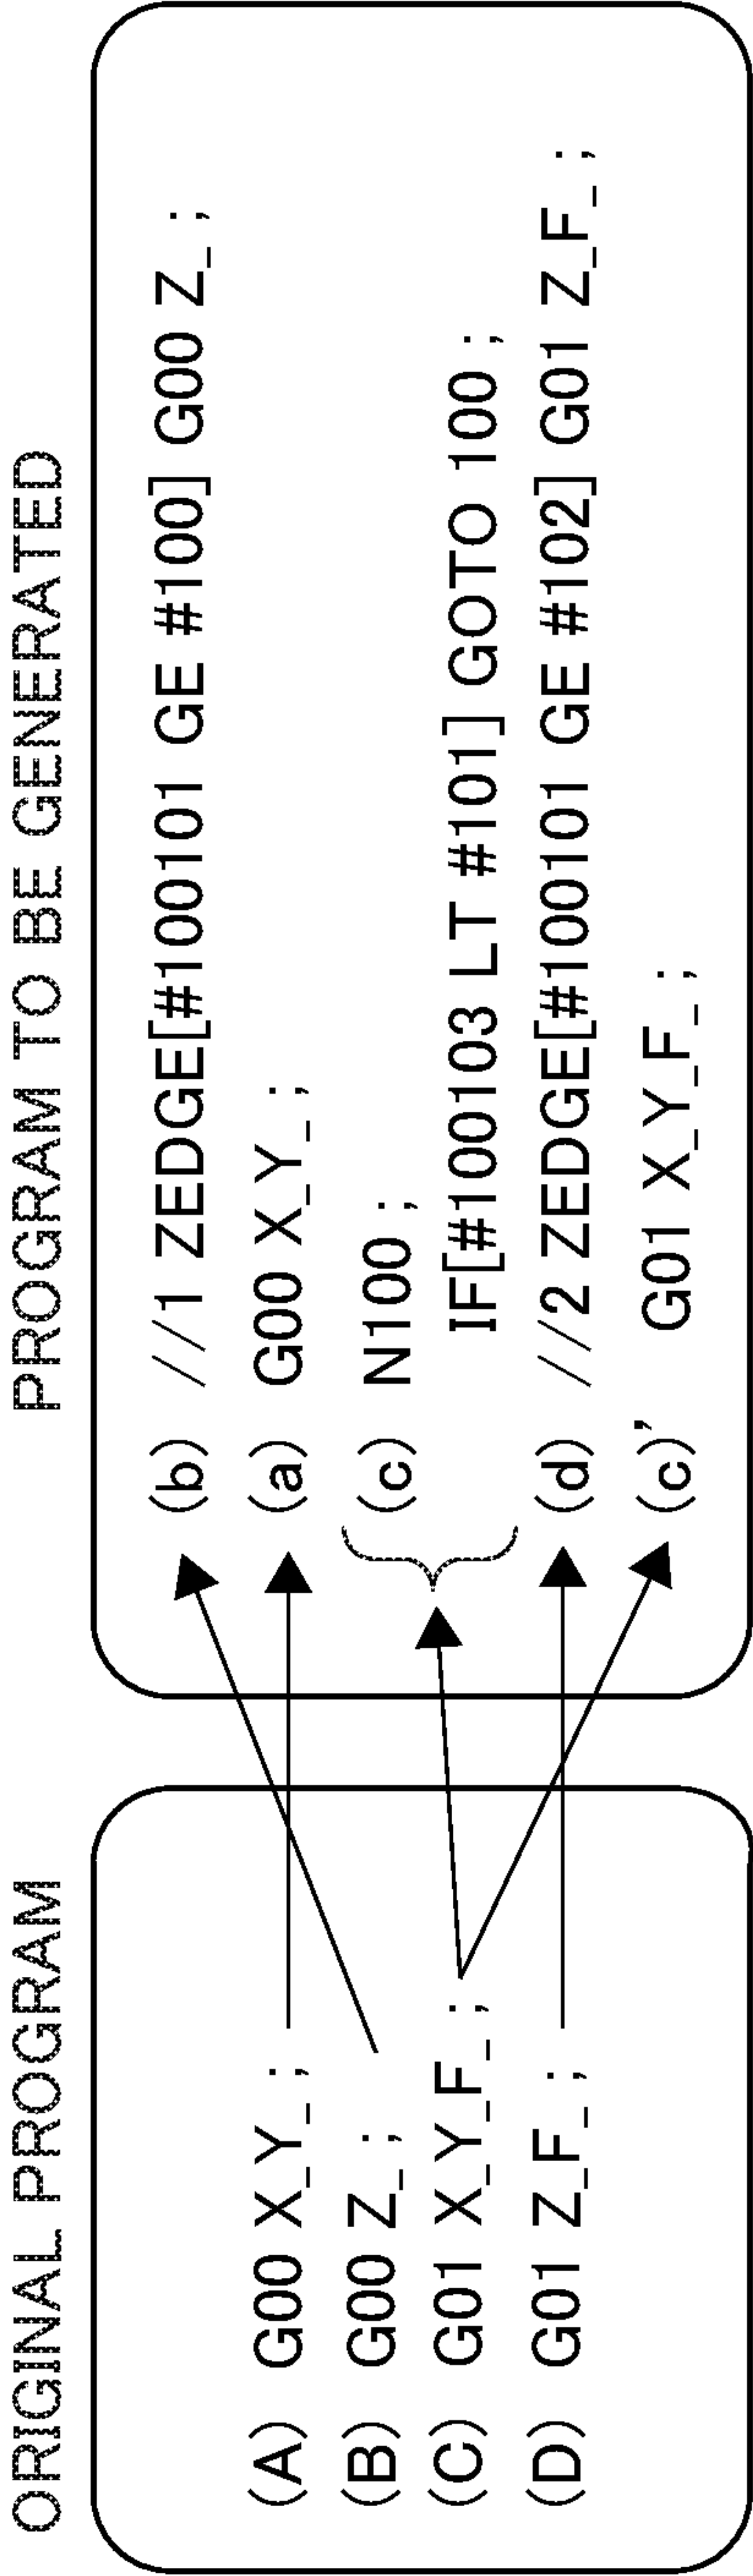 ORIGINAL PROGRAM
(A) G00 X_Y_ ;
(B) G00 Z_ ;
(C) G01 X_Y_F_ ;
(D) G01 Z_F_ ;
PROGRAM TO BE GENERATED
(b) //1 ZEDGE[#100101 GE #100] G00 Z_ ;
(a) G00 X_Y_ ;
(c) N100 ;
IF[#100103 LT #101] GOTO 100 ;
(d) //2 ZEDGE[#100101 GE #102] G01 Z_F_ ;
(c)' G01 X_Y_F_ ;